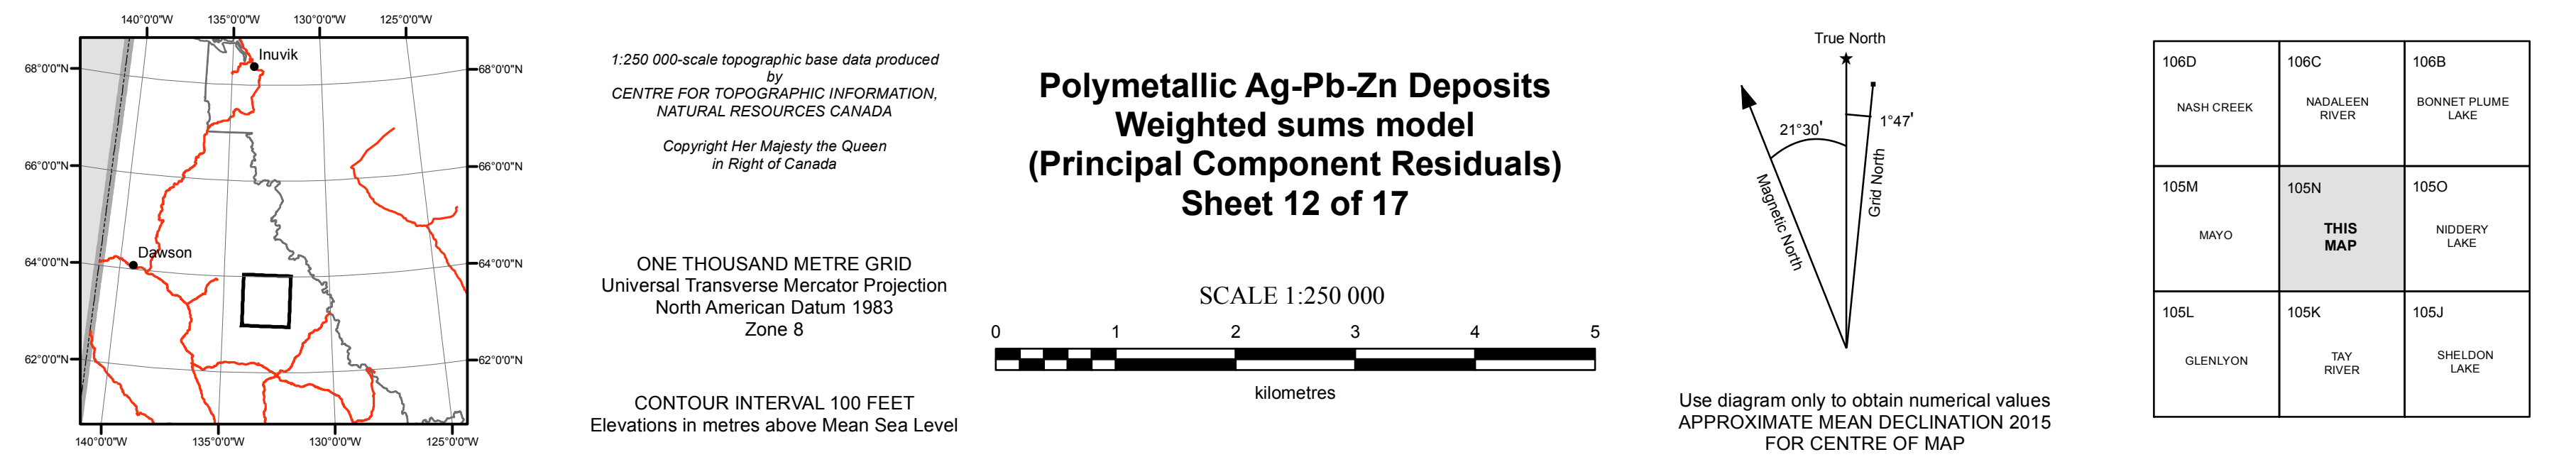 140°0'0"W 135°0'0"W 130°0'0"W 125°0'0"W
68°0'0"N
66°0'0"N
64°0'0"N
62°0'0"N
Inuvik
Dawson
68°0'0"N
66°0'0"N
64°0'0"N
62°0'0"N
140°0'0"W 135°0'0"W 130°0'0"W 125°0'0"W
1:250 000-scale topographic base data produced
by
CENTRE FOR TOPOGRAPHIC INFORMATION,
NATURAL RESOURCES CANADA
Copyright Her Majesty the Queen
in Right of Canada
ONE THOUSAND METRE GRID
Universal Transverse Mercator Projection
North American Datum 1983
Zone 8
CONTOUR INTERVAL 100 FEET
Elevations in metres above Mean Sea Level
Polymetallic Ag-Pb-Zn Deposits
Weighted sums model
(Principal Component Residuals)
Sheet 12 of 17
SCALE 1:250 000
0 1 2 3 4 5
kilometres
True North
21°30'
1°47'
Magnetic North
Grid North
Use diagram only to obtain numerical values
APPROXIMATE MEAN DECLINATION 2015
FOR CENTRE OF MAP
106D
NASH CREEK
106C
NADALEEN
RIVER
106B
BONNET PLUME
LAKE
105M
MAYO
105N
THIS
MAP
105O
NIDDERY
LAKE
105L
GLENLYON
105K
TAY
RIVER
105J
SHELDON
LAKE